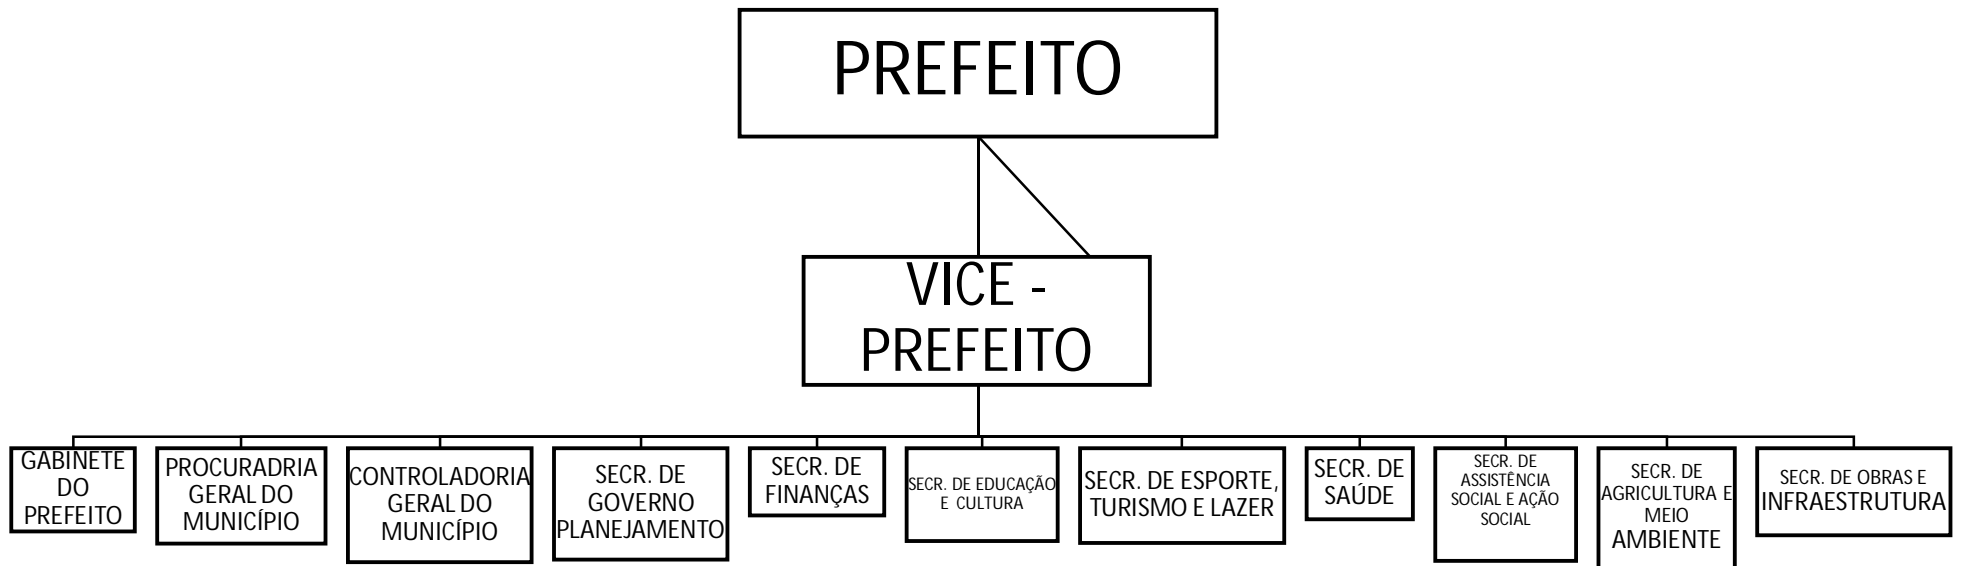 PREFEITO
VICE -
PREFEITO
GABINETE
DO
PREFEITO
PROCURADRIA
GERAL DO
MUNICÍPIO
CONTROLADORIA
GERAL DO
MUNICÍPIO
SECR. DE
GOVERNO
PLANEJAMENTO
SECR. DE
FINANÇAS
SECR. DE EDUCAÇÃO
E CULTURA
SECR. DE ESPORTE,
TURISMO E LAZER
SECR. DE
SAÚDE
SECR. DE
ASSISTÊNCIA
SOCIAL E AÇÃO
SOCIAL
SECR. DE
AGRICULTURA E
MEIO
AMBIENTE
SECR. DE OBRAS E
INFRAESTRUTURA